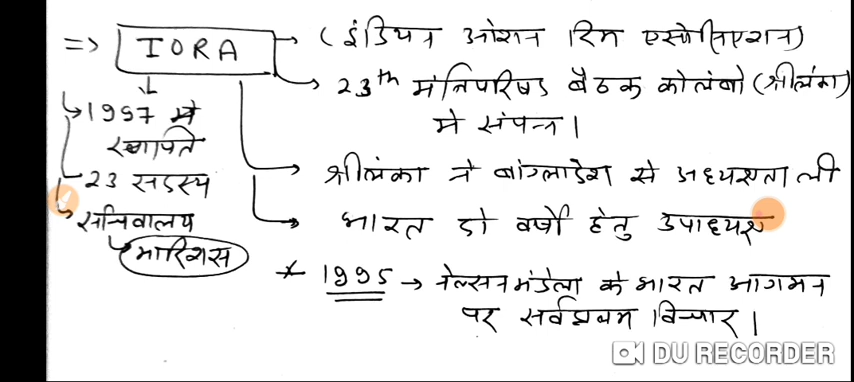 => IORA → (इंडियन ओशन रिम एसोसिएशन)
→ 23th मंत्रिपरिषद बैठक कोलंबो (श्रीलंका)
में संपन्न।
→ 1997 में
स्थापित
→ श्रीलंका ने बांग्लादेश से अध्यक्षता ली
23 सदस्य
→ भारत दो वर्षो हेतु उपाध्यक्ष
सचिवालय
मारिशस
* 1995 → नेल्सन मंडेला के भारत आगमन
पर सर्वप्रथम विचार।
DU RECORDER